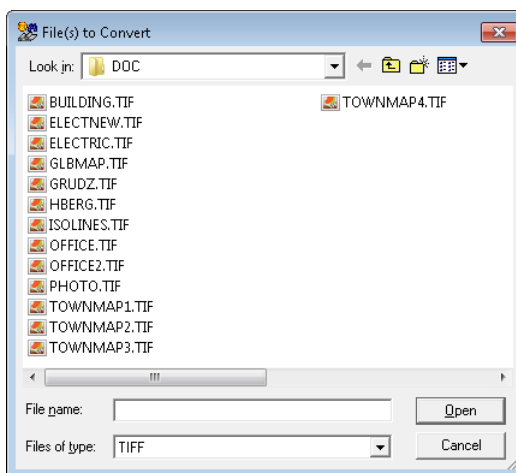 File(s) to Convert
Look in: DOC
BUILDING.TIF
ELECTNEW.TIF
ELECTRIC.TIF
GLBMAP.TIF
GRUDZ.TIF
HBERG.TIF
ISOLINES.TIF
OFFICE.TIF
OFFICE2.TIF
PHOTO.TIF
TOWNMAP1.TIF
TOWNMAP2.TIF
TOWNMAP3.TIF
TOWNMAP4.TIF
File name: Open
Files of type: TIFF Cancel